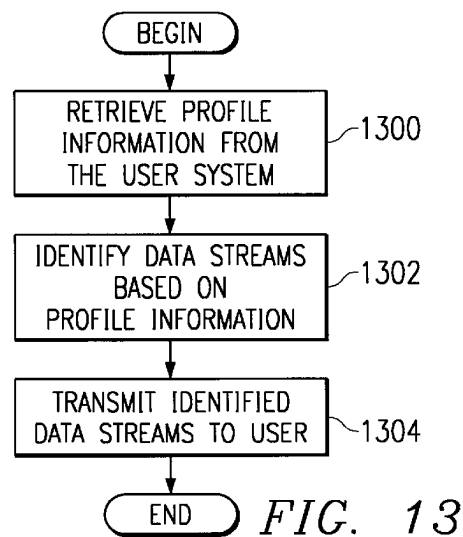 BEGIN
RETRIEVE PROFILE
INFORMATION FROM
THE USER SYSTEM
1300
IDENTIFY DATA STREAMS
BASED ON
PROFILE INFORMATION
1302
TRANSMIT IDENTIFIED
DATA STREAMS TO USER
1304
END
FIG. 13